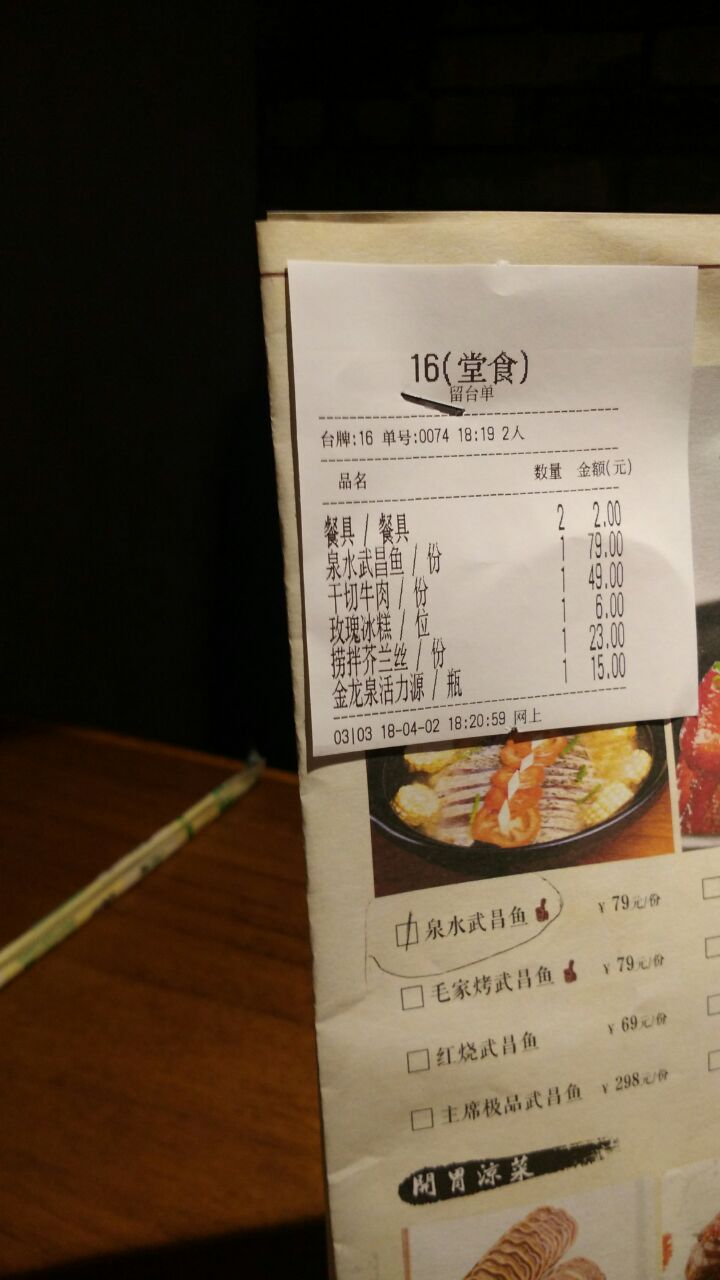 16(堂食)
留台单
台牌:16 单号:0074 18:19 2人
品名 数量 金额(元)
餐具 / 餐具 2 2.00
泉水武昌鱼 / 份 1 79.00
干切牛肉 / 份 1 49.00
玫瑰冰糕 / 位 1 6.00
捞拌芥兰丝 / 份 1 23.00
金龙泉活力源 / 瓶 1 15.00
03|03 18-04-02 18:20:59 网上
泉水武昌鱼 ¥79元/份
毛家烤武昌鱼 ¥79元/份
红烧武昌鱼 ¥69元/份
主席极品武昌鱼 ¥298元/份
開胃涼菜